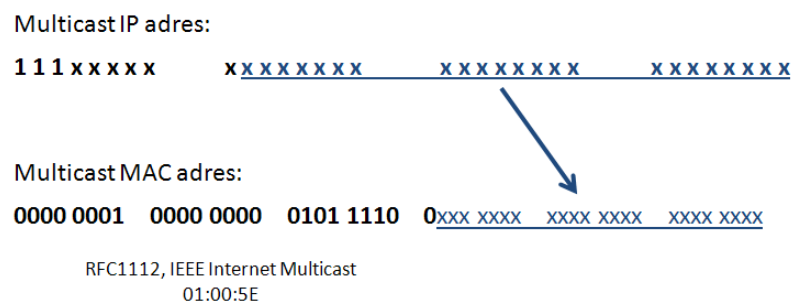 Multicast IP adres:
1 1 1 x x x x x x x x x x x x x x x x x x x x x x x x x x x x x
Multicast MAC adres:
0000 0001 0000 0000 0101 1110 0xxx xxxx xxxx xxxx xxxx xxxx
RFC1112, IEEE Internet Multicast
01:00:5E